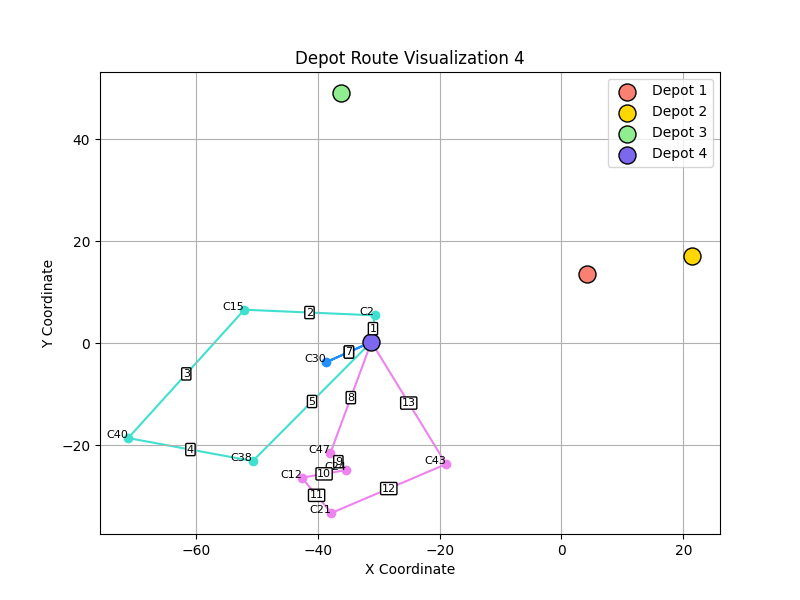 Depot Route Visualization 4
Depot 1
Depot 2
Depot 3
Depot 4
40
20
0
−20
Y Coordinate
C15
2
C2
1
C30
7
3
5
8
13
C40
4
C38
C47
9
C12
10
C43
11
12
C21
−60
−40
−20
0
20
X Coordinate